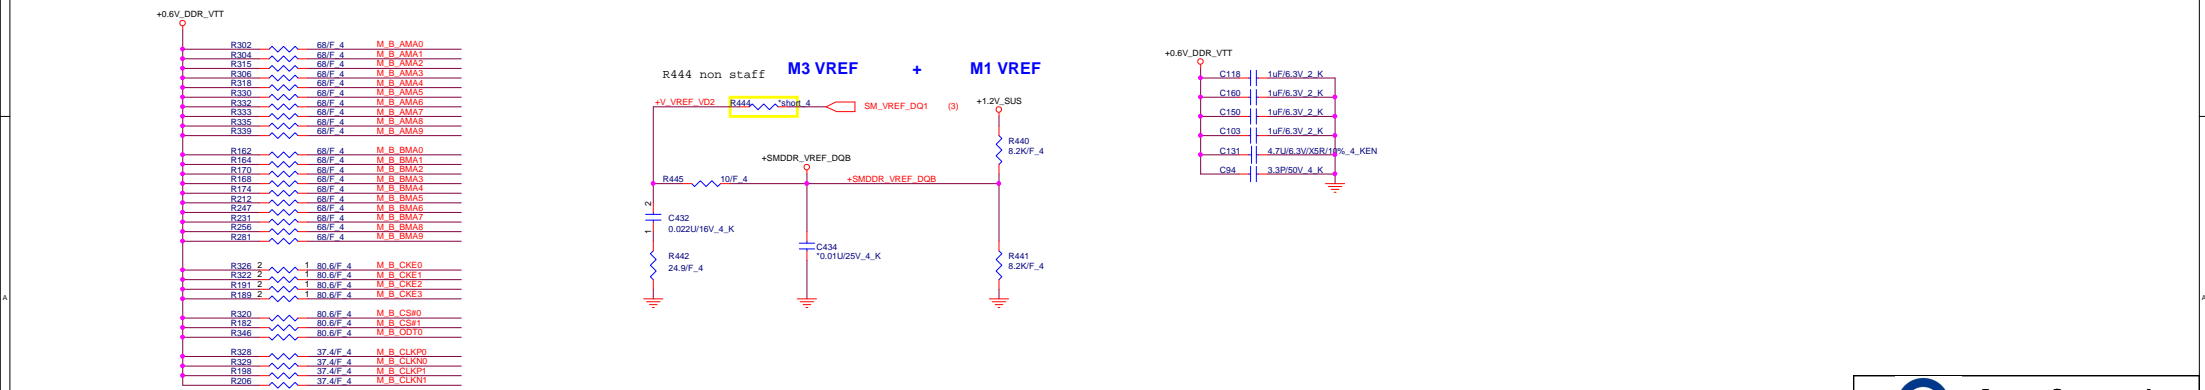 +0.6V_DDR_VTT
R302 68/F_4 M_B_AMA0
R304 68/F_4 M_B_AMA1
R315 68/F_4 M_B_AMA2
R306 68/F_4 M_B_AMA3
R318 68/F_4 M_B_AMA4
R330 68/F_4 M_B_AMA5
R332 68/F_4 M_B_AMA6
R333 68/F_4 M_B_AMA7
R335 68/F_4 M_B_AMA8
R339 68/F_4 M_B_AMA9
R162 68/F_4 M_B_BMA0
R164 68/F_4 M_B_BMA1
R170 68/F_4 M_B_BMA2
R168 68/F_4 M_B_BMA3
R174 68/F_4 M_B_BMA4
R212 68/F_4 M_B_BMA5
R247 68/F_4 M_B_BMA6
R231 68/F_4 M_B_BMA7
R256 68/F_4 M_B_BMA8
R281 68/F_4 M_B_BMA9
R326 2 1 80.6/F_4 M_B_CKE0
R322 2 1 80.6/F_4 M_B_CKE1
R191 2 1 80.6/F_4 M_B_CKE2
R189 2 1 80.6/F_4 M_B_CKE3
R320 80.6/F_4 M_B_CS#0
R182 80.6/F_4 M_B_CS#1
R346 80.6/F_4 M_B_ODT0
R328 37.4/F_4 M_B_CLKP0
R329 37.4/F_4 M_B_CLKN0
R198 37.4/F_4 M_B_CLKP1
R206 37.4/F_4 M_B_CLKN1
R444 non staff M3 VREF + M1 VREF
+V_VREF_VD2 R444 *short_4 SM_VREF_DQ1 (3) +1.2V_SUS
R440
8.2K/F_4
+SMDDR_VREF_DQB
R445 10/F_4 +SMDDR_VREF_DQB
2
C432
0.022U/16V_4_K
1
C434
*0.01U/25V_4_K
R442
24.9/F_4
R441
8.2K/F_4
+0.6V_DDR_VTT
C118 1uF/6.3V_2_K
C160 1uF/6.3V_2_K
C150 1uF/6.3V_2_K
C103 1uF/6.3V_2_K
C131 4.7U/6.3V/X5R/10%_4_KEN
C94 3.3P/50V_4_K
A
A